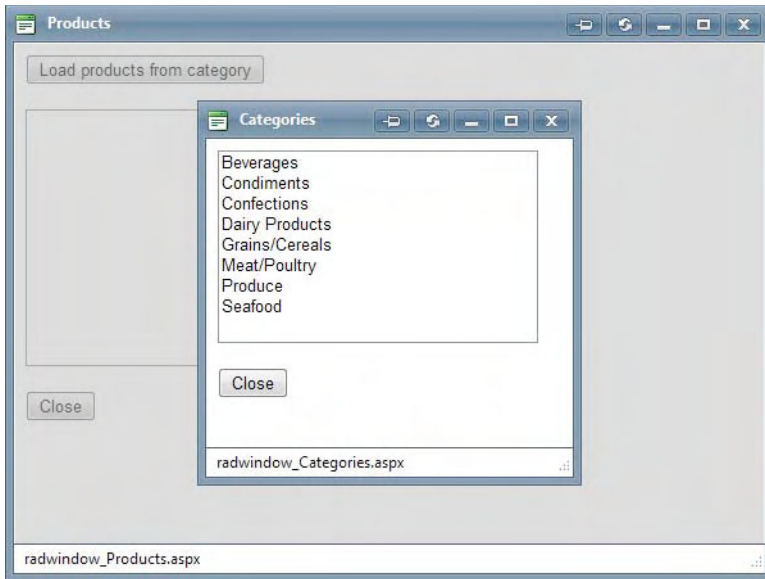 Products
Load products from category
Categories
Beverages
Condiments
Confections
Dairy Products
Grains/Cereals
Meat/Poultry
Produce
Seafood
Close
Close
radwindow_Categories.aspx
radwindow_Products.aspx